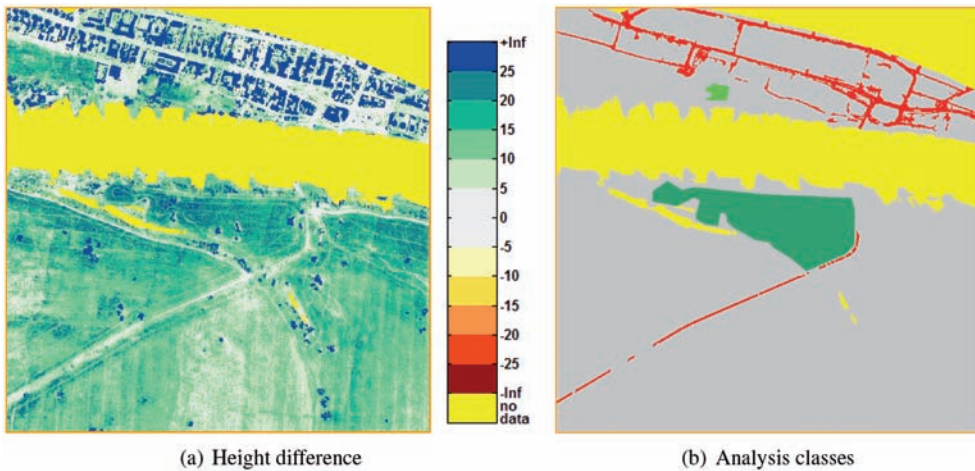 +Inf
25
20
15
10
5
0
-5
-10
-15
-20
-25
-Inf
no
data
(a) Height difference
(b) Analysis classes